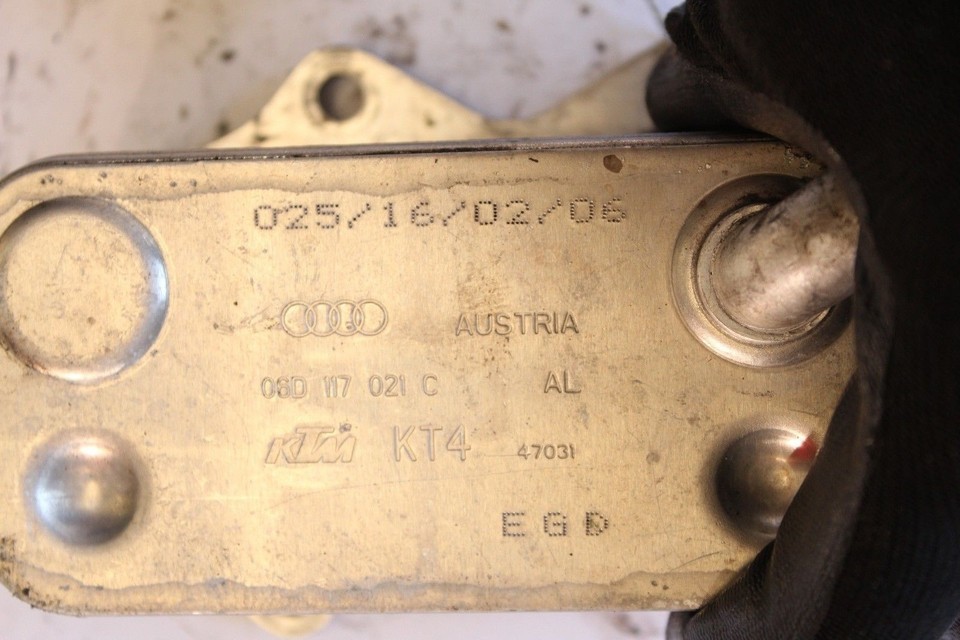 025/16/02/06
AUSTRIA
06D 117 021 C AL
KTM KT4 47031
EGD